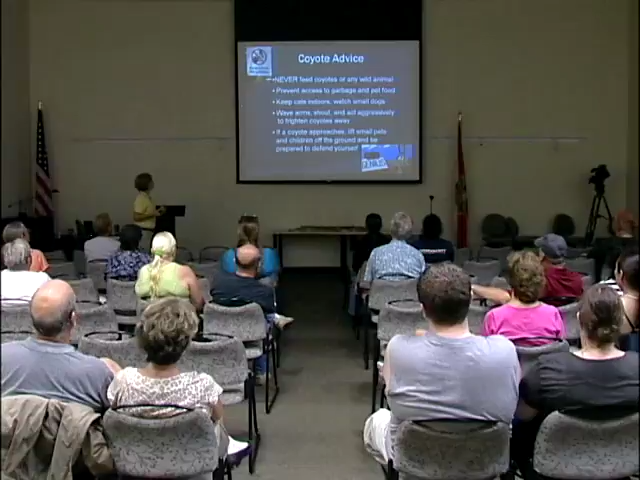 Coyote Advice
• NEVER feed coyotes or any wild animal
• Prevent access to garbage and pet food
• Keep cats indoors, watch small dogs
• Wave arms, shout, and act aggressively
to frighten coyotes away
• If a coyote approaches, lift small pets
and children off the ground and be
prepared to defend yourself